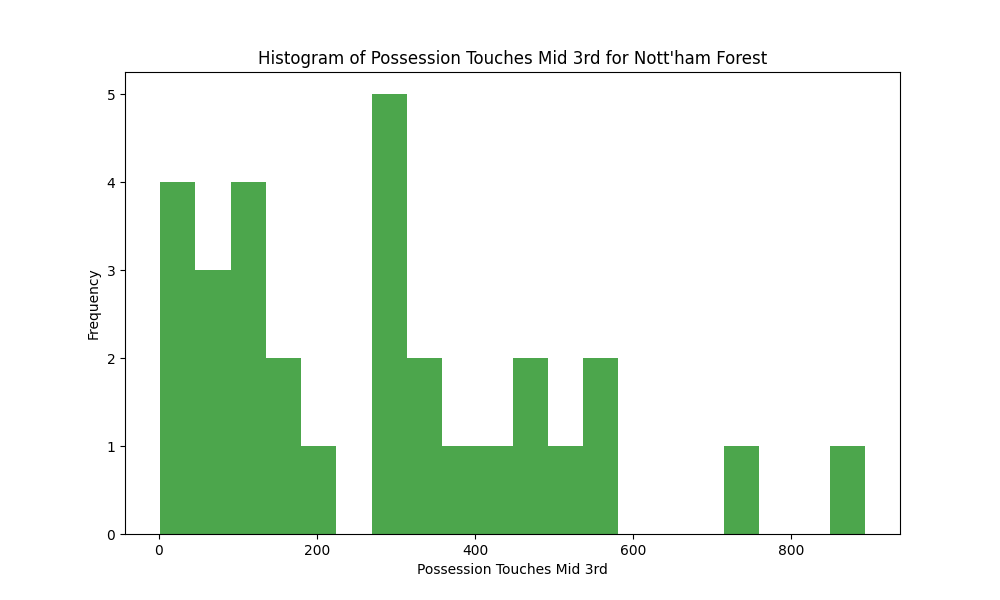 Histogram of Possession Touches Mid 3rd for Nott'ham Forest
5
4
3
2
1
0
Frequency
0 200 400 600 800
Possession Touches Mid 3rd